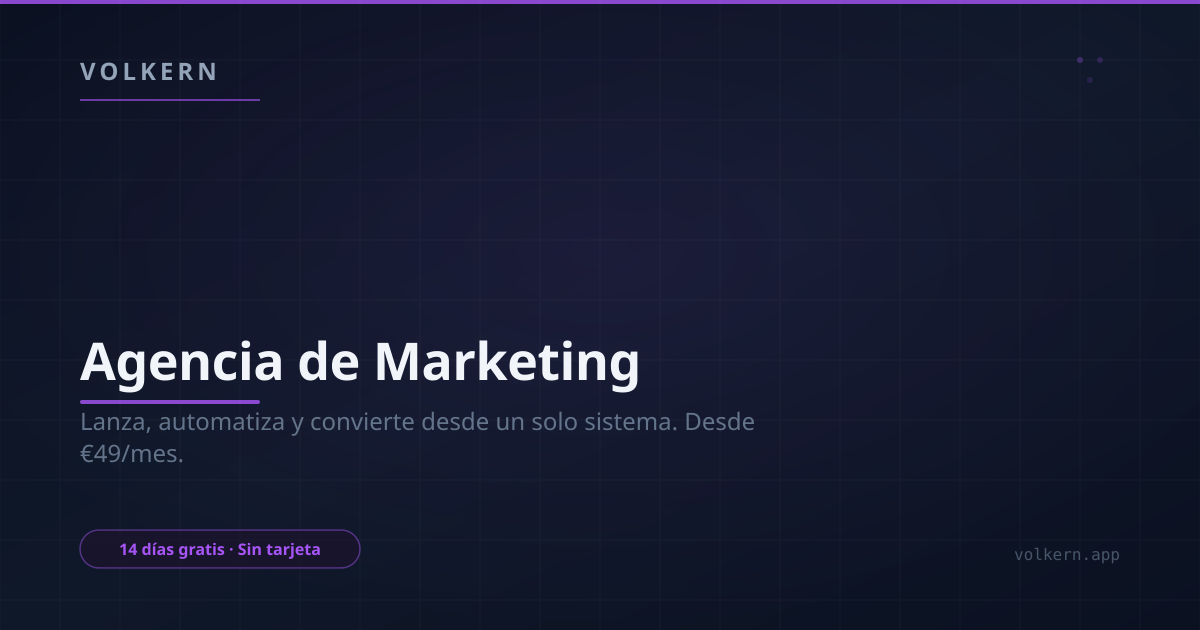 VOLKERN
Agencia de Marketing
Lanza, automatiza y convierte desde un solo sistema. Desde
€49/mes.
14 días gratis · Sin tarjeta
volkern.app